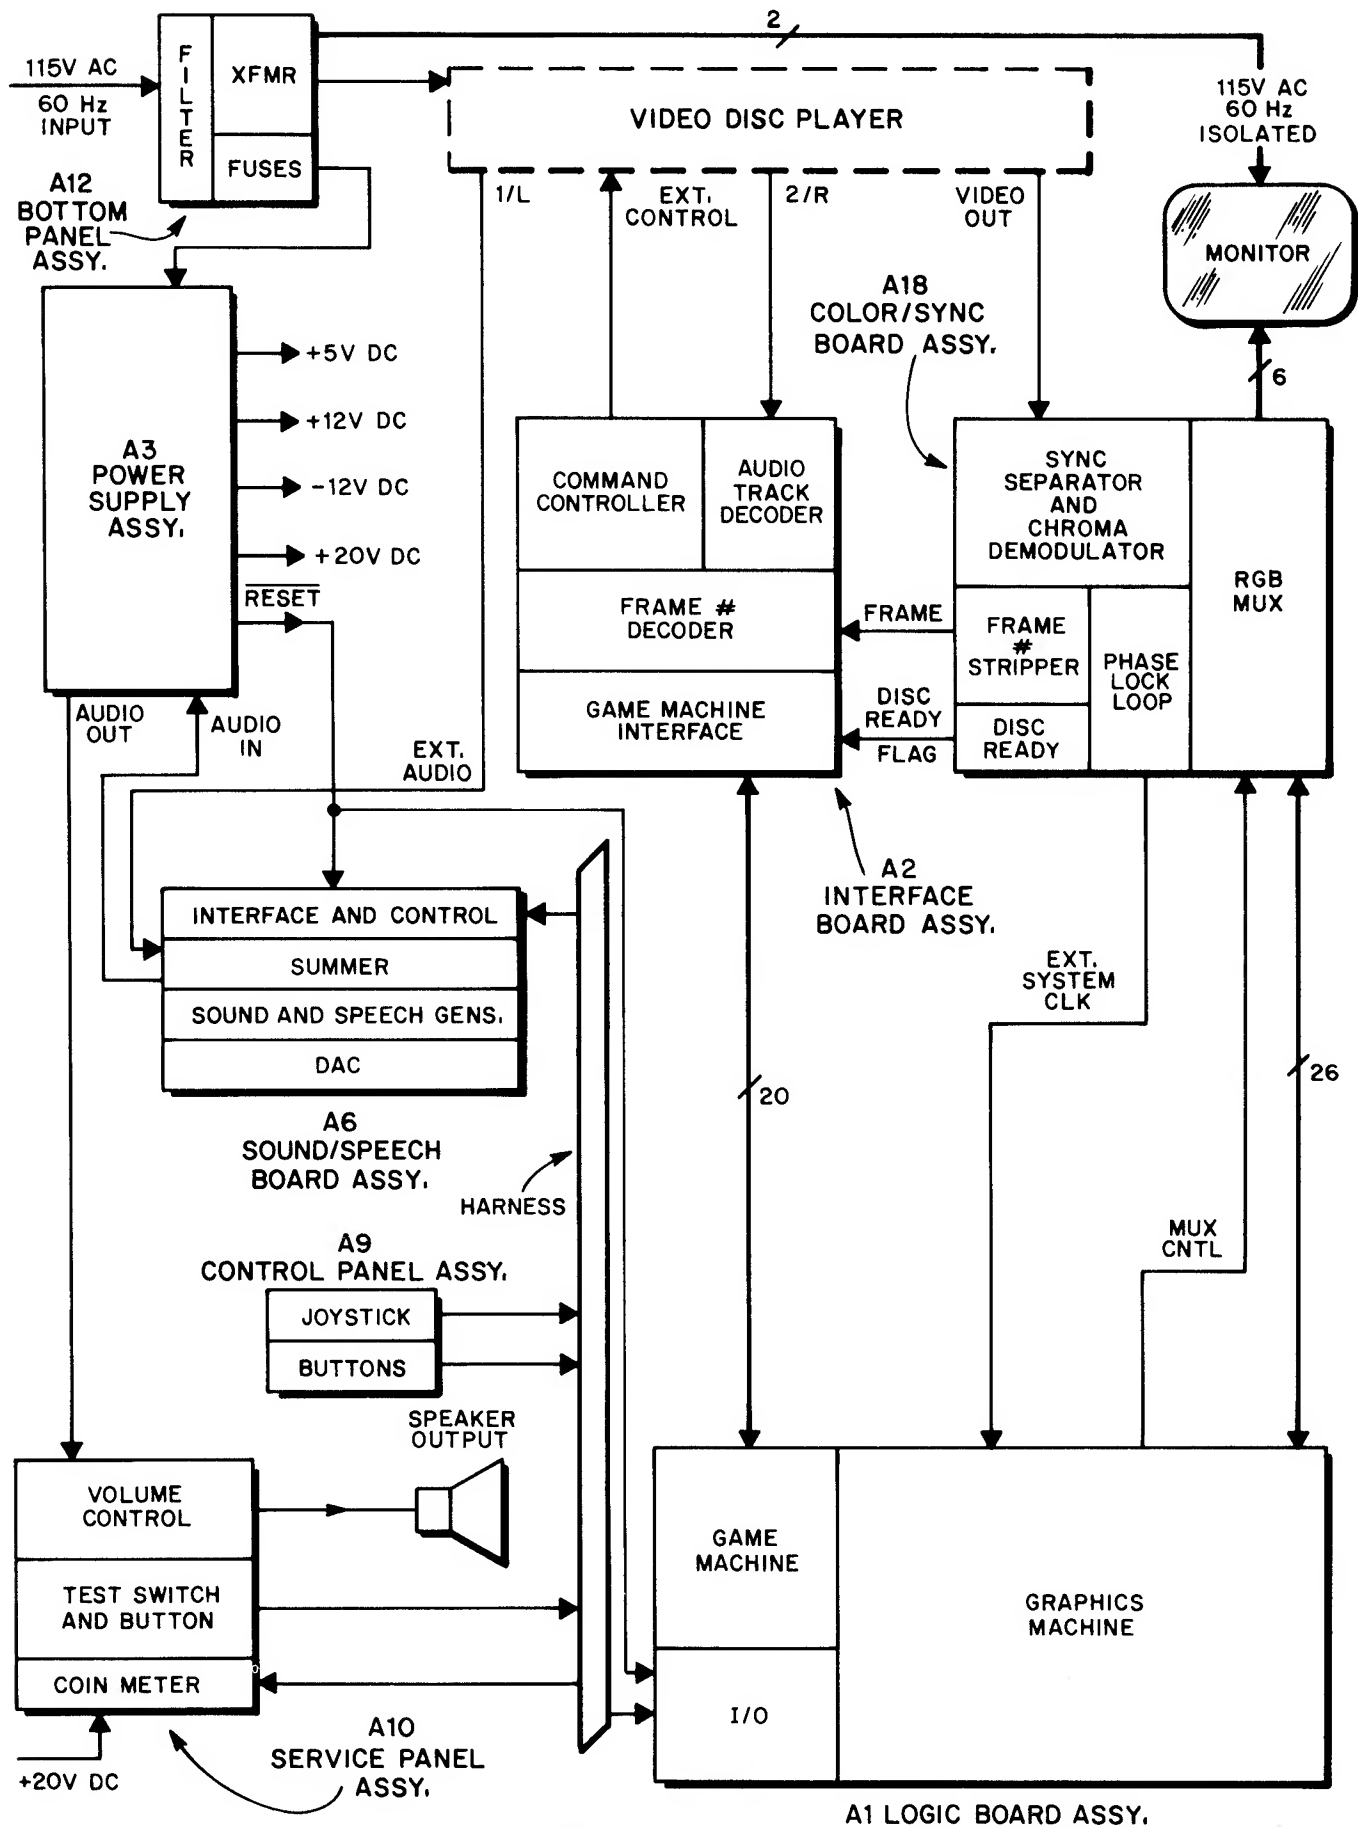 2
115V AC
60 Hz
INPUT
FILTER
XFMR
FUSES
115V AC
60 Hz
ISOLATED
VIDEO DISC PLAYER
A12
BOTTOM
PANEL
ASSY.
1/L
EXT.
CONTROL
2/R
VIDEO
OUT
MONITOR
A18
COLOR/SYNC
BOARD ASSY.
6
A3
POWER
SUPPLY
ASSY.
+5V DC
+12V DC
-12V DC
+20V DC
RESET
COMMAND
CONTROLLER
AUDIO
TRACK
DECODER
FRAME #
DECODER
GAME MACHINE
INTERFACE
SYNC
SEPARATOR
AND
CHROMA
DEMODULATOR
RGB
MUX
FRAME
FRAME
#
STRIPPER
PHASE
LOCK
LOOP
DISC
READY
FLAG
DISC
READY
AUDIO
OUT
AUDIO
IN
EXT.
AUDIO
A2
INTERFACE
BOARD ASSY.
INTERFACE AND CONTROL
SUMMER
SOUND AND SPEECH GENS.
DAC
EXT.
SYSTEM
CLK
20
26
A6
SOUND/SPEECH
BOARD ASSY.
HARNESS
MUX
CNTL
A9
CONTROL PANEL ASSY.
JOYSTICK
BUTTONS
SPEAKER
OUTPUT
VOLUME
CONTROL
TEST SWITCH
AND BUTTON
COIN METER
GAME
MACHINE
GRAPHICS
MACHINE
I/O
A10
SERVICE PANEL
ASSY.
+20V DC
A1 LOGIC BOARD ASSY.